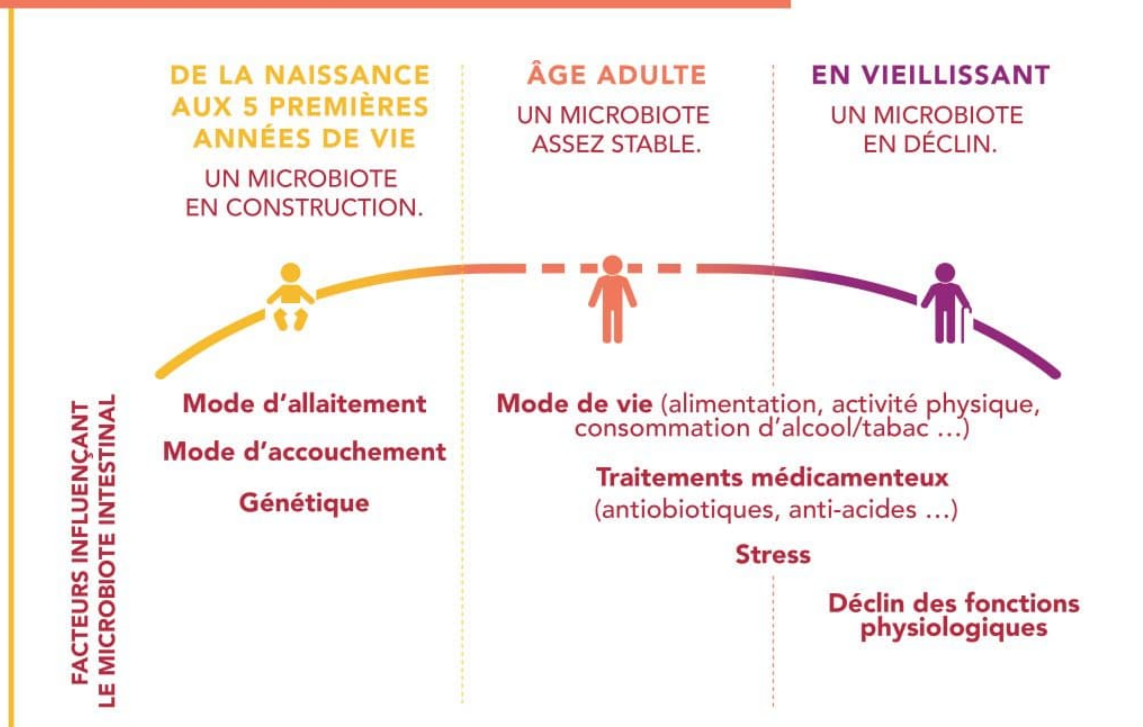 DE LA NAISSANCE
AUX 5 PREMIÈRES
ANNÉES DE VIE
UN MICROBIOTE
EN CONSTRUCTION.
ÂGE ADULTE
UN MICROBIOTE
ASSEZ STABLE.
EN VIEILLISSANT
UN MICROBIOTE
EN DÉCLIN.
FACTEURS INFLUENÇANT
LE MICROBIOTE INTESTINAL
Mode d'allaitement
Mode d'accouchement
Génétique
Mode de vie (alimentation, activité physique,
consommation d'alcool/tabac ...)
Traitements médicamenteux
(antiobiotiques, anti-acides ...)
Stress
Déclin des fonctions
physiologiques